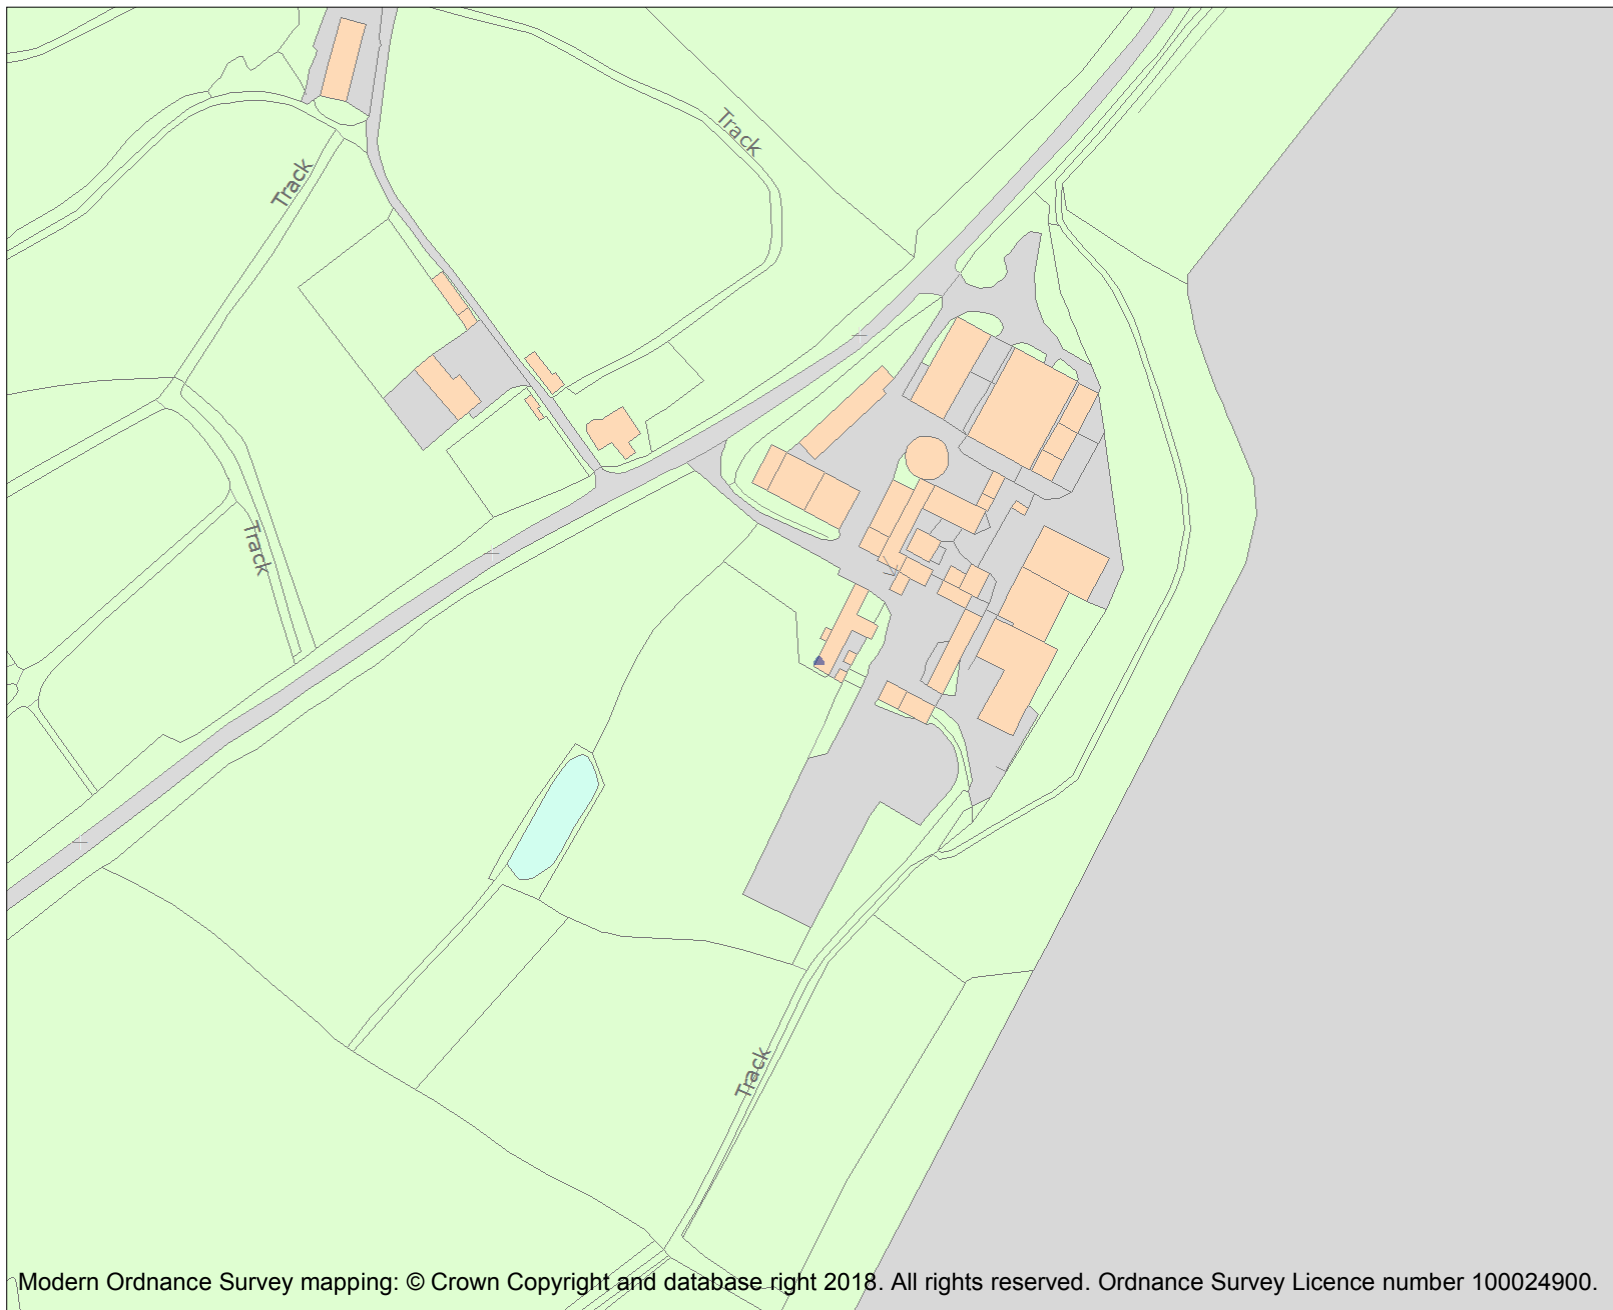 Track
Track
Track
Track
Modern Ordnance Survey mapping: © Crown Copyright and database right 2018. All rights reserved. Ordnance Survey Licence number 100024900.